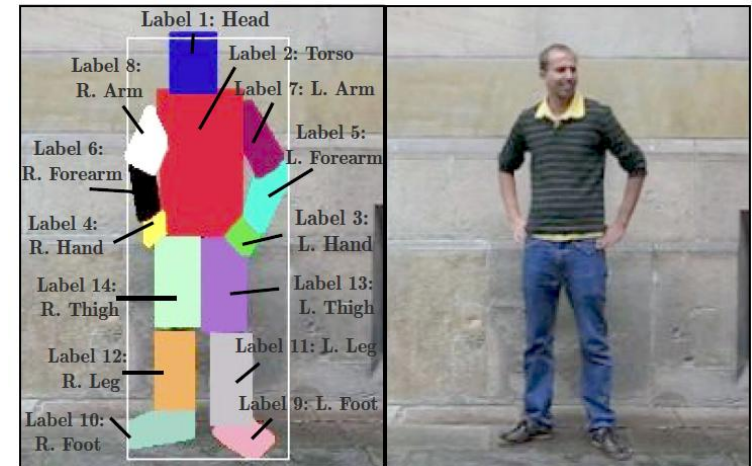 Label 1: Head
Label 2: Torso
Label 8:
R. Arm
Label 7: L. Arm
Label 5:
L. Forearm
Label 6:
R. Forearm
Label 3:
L. Hand
Label 4:
R. Hand
Label 14:
R. Thigh
Label 13:
L. Thigh
Label 11: L. Leg
Label 12:
R. Leg
Label 9: L. Foot
Label 10:
R. Foot